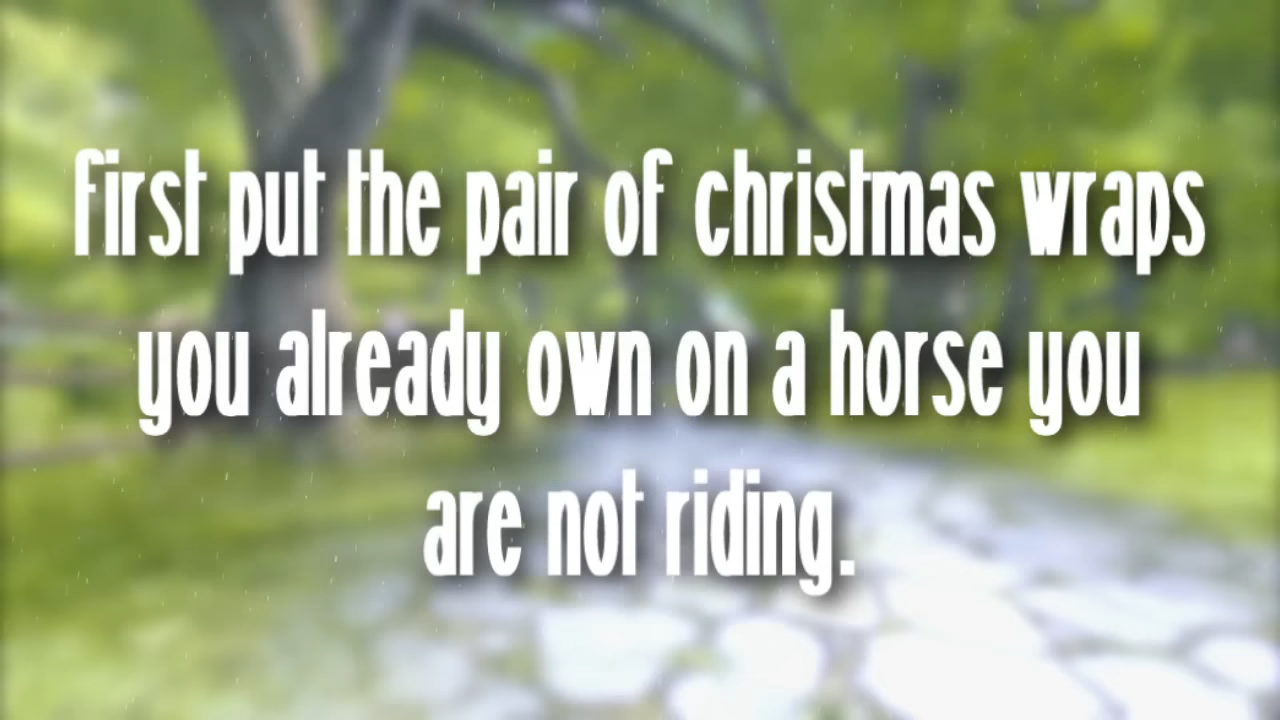 first put the pair of christmas wraps
you already own on a horse you
are not riding.